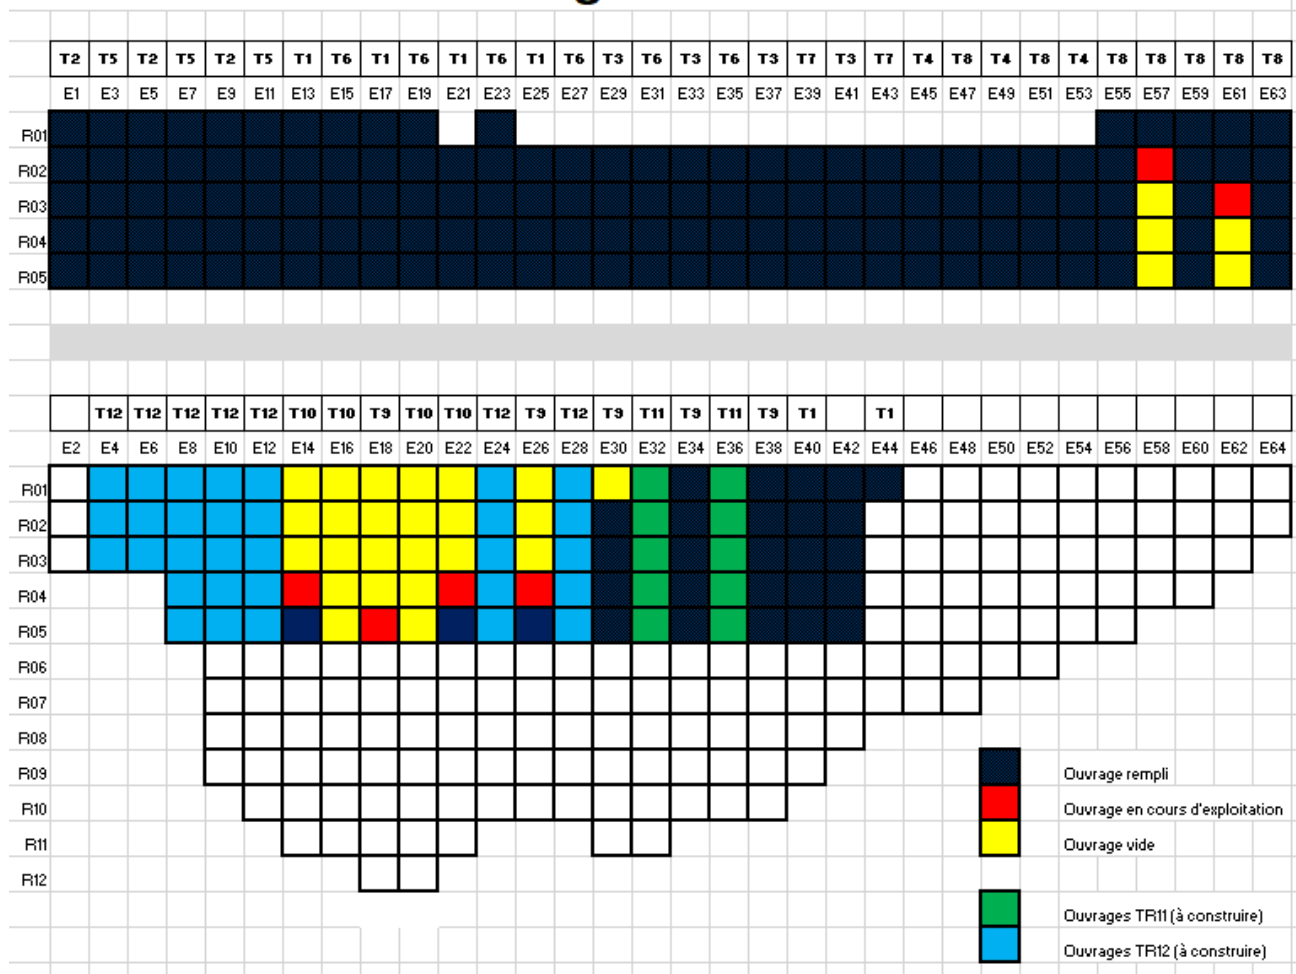 T2 T5 T2 T5 T2 T5 T1 T6 T1 T6 T1 T6 T1 T6 T3 T6 T3 T6 T3 T7 T3 T7 T4 T8 T4 T8 T4 T8 T8 T8 T8 T8
E1 E3 E5 E7 E9 E11 E13 E15 E17 E19 E21 E23 E25 E27 E29 E31 E33 E35 E37 E39 E41 E43 E45 E47 E49 E51 E53 E55 E57 E59 E61 E63
R01
R02
R03
R04
R05
T12 T12 T12 T12 T12 T10 T10 T9 T10 T10 T12 T9 T12 T9 T11 T9 T11 T9 T1 T1
E2 E4 E6 E8 E10 E12 E14 E16 E18 E20 E22 E24 E26 E28 E30 E32 E34 E36 E38 E40 E42 E44 E46 E48 E50 E52 E54 E56 E58 E60 E62 E64
R01
R02
R03
R04
R05
R06
R07
R08
R09
R10
R11
R12
Ouvrage rempli
Ouvrage en cours d'exploitation
Ouvrage vide
Ouvrages TR11 (à construire)
Ouvrages TR12 (à construire)